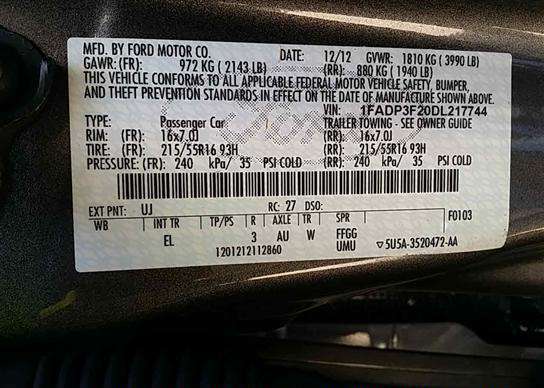 MFD. BY FORD MOTOR CO. DATE: 12/12 GVWR: 1810 KG ( 3990 LB)
GAWR: (FR): 972 KG ( 2143 LB) (RR): 880 KG ( 1940 LB)
THIS VEHICLE CONFORMS TO ALL APPLICABLE FEDERAL MOTOR VEHICLE SAFETY, BUMPER,
AND THEFT PREVENTION STANDARDS IN EFFECT ON THE DATE OF MANUFACTURE SHOWN ABOVE.
VIN: 1FADP3F20DL217744
TYPE: Passenger Car TRAILER TOWING - SEE OWNER GUIDE
RIM: (FR): 16x7.0J (RR): 16x7.0J
TIRE: (FR): 215/55R16 93H (RR): 215/55R16 93H
PRESSURE: (FR): 240 kPa/ 35 PSI COLD (RR): 240 kPa/ 35 PSI COLD
EXT PNT: UJ RC: 27 DSO: F0103
WB INT TR TP/PS R AXLE TR SPR
EL 3 AU W FFGG
UMU
1201212112860 5U5A-3520472-AA